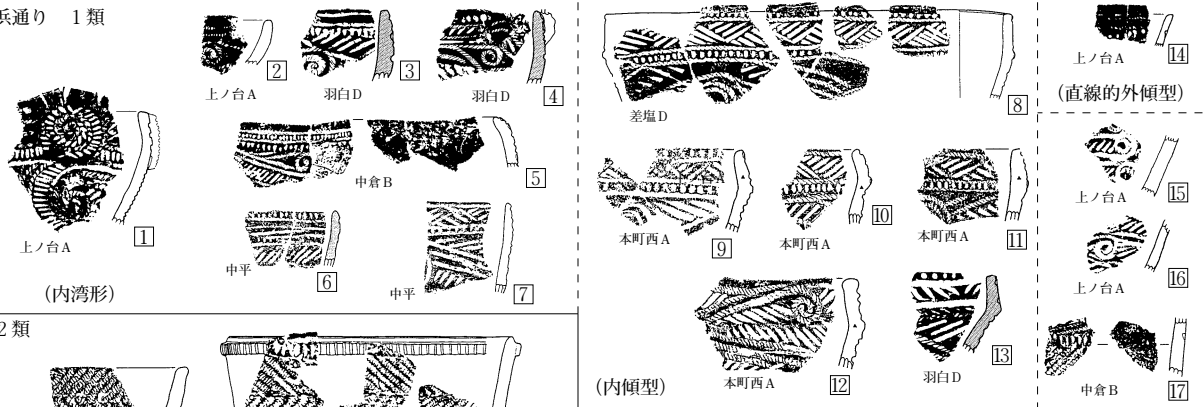 浜通り 1類
上ノ台A
2
羽白D
3
羽白D
4
上ノ台A
1
中倉B
5
中平
6
中平
7
(内湾形)
2類
差塩D
8
本町西A
9
本町西A
10
本町西A
11
本町西A
12
羽白D
13
(内傾型)
上ノ台A
14
(直線的外傾型)
上ノ台A
15
上ノ台A
16
中倉B
17